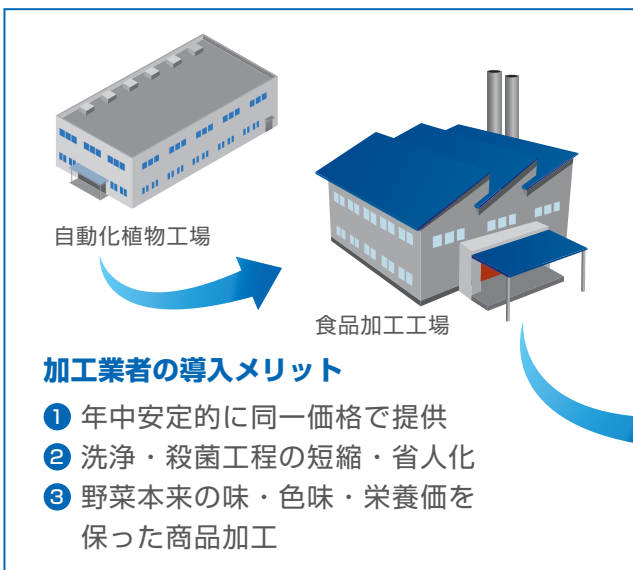 自動化植物工場
食品加工工場
加工業者の導入メリット
❶ 年中安定的に同一価格で提供
❷ 洗浄・殺菌工程の短縮・省人化
❸ 野菜本来の味・色味・栄養価を
保った商品加工